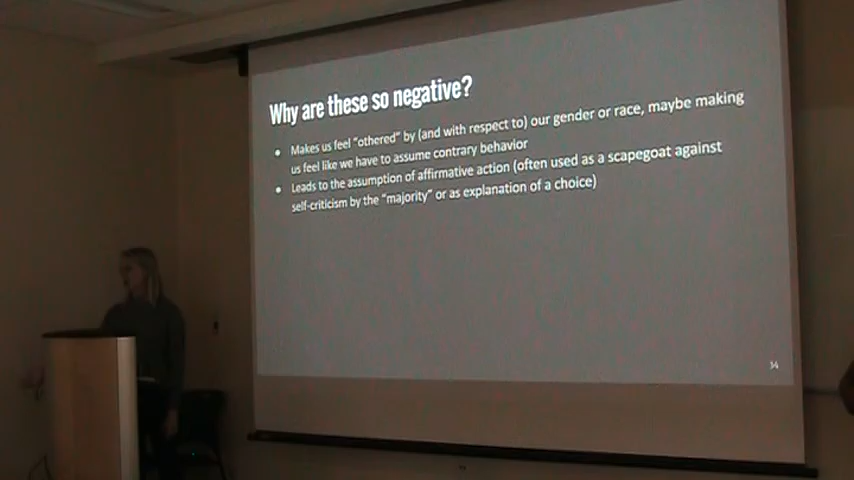 Why are these so negative?
• Makes us feel "othered" by (and with respect to) our gender or race, maybe making
us feel like we have to assume contrary behavior
• Leads to the assumption of affirmative action (often used as a scapegoat against
self-criticism by the "majority" or as explanation of a choice)
34